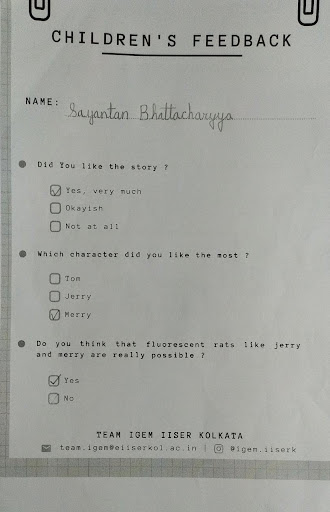 CHILDREN'S FEEDBACK
NAME: Sayantan Bhattacharyya
Did You like the story ?
Yes, very much
Okayish
Not at all
Which character did you like the most ?
Tom
Jerry
Merry
Do you think that fluorescent rats like jerry
and merry are really possible ?
Yes
No
TEAM IGEM IISER KOLKATA
team.igem@eiiserkol.ac.in | @igem.iiserk